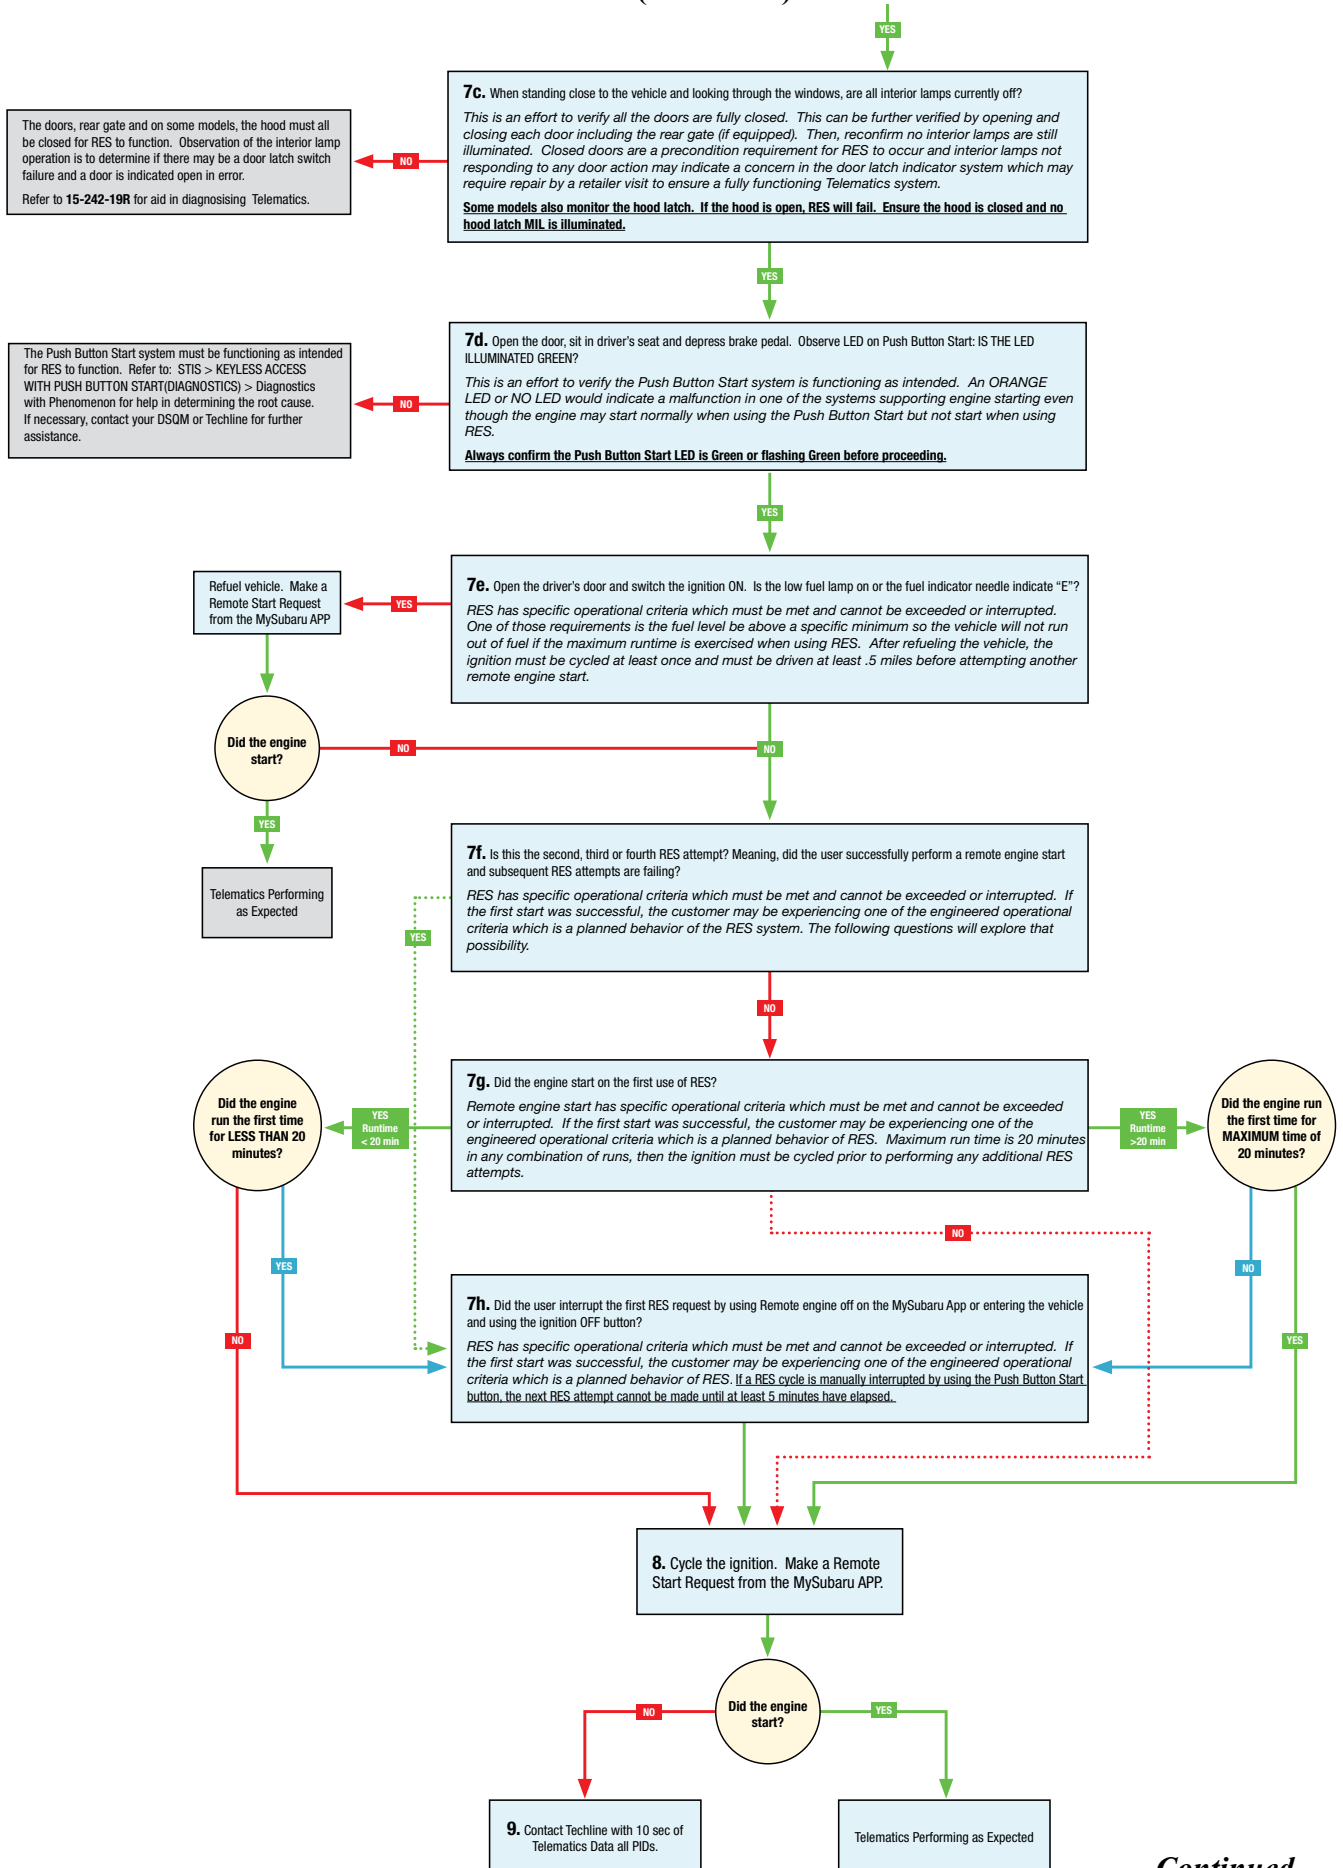 YES
7c. When standing close to the vehicle and looking through the windows, are all interior lamps currently off?
This is an effort to verify all the doors are fully closed. This can be further verified by opening and
closing each door including the rear gate (if equipped). Then, reconfirm no interior lamps are still
illuminated. Closed doors are a precondition requirement for RES to occur and interior lamps not
responding to any door action may indicate a concern in the door latch indicator system which may
require repair by a retailer visit to ensure a fully functioning Telematics system.
Some models also monitor the hood latch. If the hood is open, RES will fail. Ensure the hood is closed and no
hood latch MIL is illuminated.
NO
The doors, rear gate and on some models, the hood must all
be closed for RES to function. Observation of the interior lamp
operation is to determine if there may be a door latch switch
failure and a door is indicated open in error.
Refer to 15-242-19R for aid in diagnosising Telematics.
YES
7d. Open the door, sit in driver's seat and depress brake pedal. Observe LED on Push Button Start: IS THE LED
ILLUMINATED GREEN?
This is an effort to verify the Push Button Start system is functioning as intended. An ORANGE
LED or NO LED would indicate a malfunction in one of the systems supporting engine starting even
though the engine may start normally when using the Push Button Start but not start when using
RES.
Always confirm the Push Button Start LED is Green or flashing Green before proceeding.
NO
The Push Button Start system must be functioning as intended
for RES to function. Refer to: STIS > KEYLESS ACCESS
WITH PUSH BUTTON START(DIAGNOSTICS) > Diagnostics
with Phenomenon for help in determining the root cause.
If necessary, contact your DSQM or Techline for further
assistance.
YES
7e. Open the driver's door and switch the ignition ON. Is the low fuel lamp on or the fuel indicator needle indicate “E”?
RES has specific operational criteria which must be met and cannot be exceeded or interrupted.
One of those requirements is the fuel level be above a specific minimum so the vehicle will not run
out of fuel if the maximum runtime is exercised when using RES. After refueling the vehicle, the
ignition must be cycled at least once and must be driven at least .5 miles before attempting another
remote engine start.
YES
Refuel vehicle. Make a
Remote Start Request
from the MySubaru APP
Did the engine
start?
NO
NO
YES
Telematics Performing
as Expected
7f. Is this the second, third or fourth RES attempt? Meaning, did the user successfully perform a remote engine start
and subsequent RES attempts are failing?
RES has specific operational criteria which must be met and cannot be exceeded or interrupted. If
the first start was successful, the customer may be experiencing one of the engineered operational
criteria which is a planned behavior of the RES system. The following questions will explore that
possibility.
YES
NO
7g. Did the engine start on the first use of RES?
Remote engine start has specific operational criteria which must be met and cannot be exceeded
or interrupted. If the first start was successful, the customer may be experiencing one of the
engineered operational criteria which is a planned behavior of RES. Maximum run time is 20 minutes
in any combination of runs, then the ignition must be cycled prior to performing any additional RES
attempts.
YES
Runtime
< 20 min
Did the engine
run the first time
for LESS THAN 20
minutes?
YES
Runtime
>20 min
Did the engine run
the first time for
MAXIMUM time of
20 minutes?
NO
YES
NO
7h. Did the user interrupt the first RES request by using Remote engine off on the MySubaru App or entering the vehicle
and using the ignition OFF button?
RES has specific operational criteria which must be met and cannot be exceeded or interrupted. If
the first start was successful, the customer may be experiencing one of the engineered operational
criteria which is a planned behavior of RES. If a RES cycle is manually interrupted by using the Push Button Start
button, the next RES attempt cannot be made until at least 5 minutes have elapsed.
NO
YES
8. Cycle the ignition. Make a Remote
Start Request from the MySubaru APP.
Did the engine
start?
NO
YES
9. Contact Techline with 10 sec of
Telematics Data all PIDs.
Telematics Performing as Expected
Continued